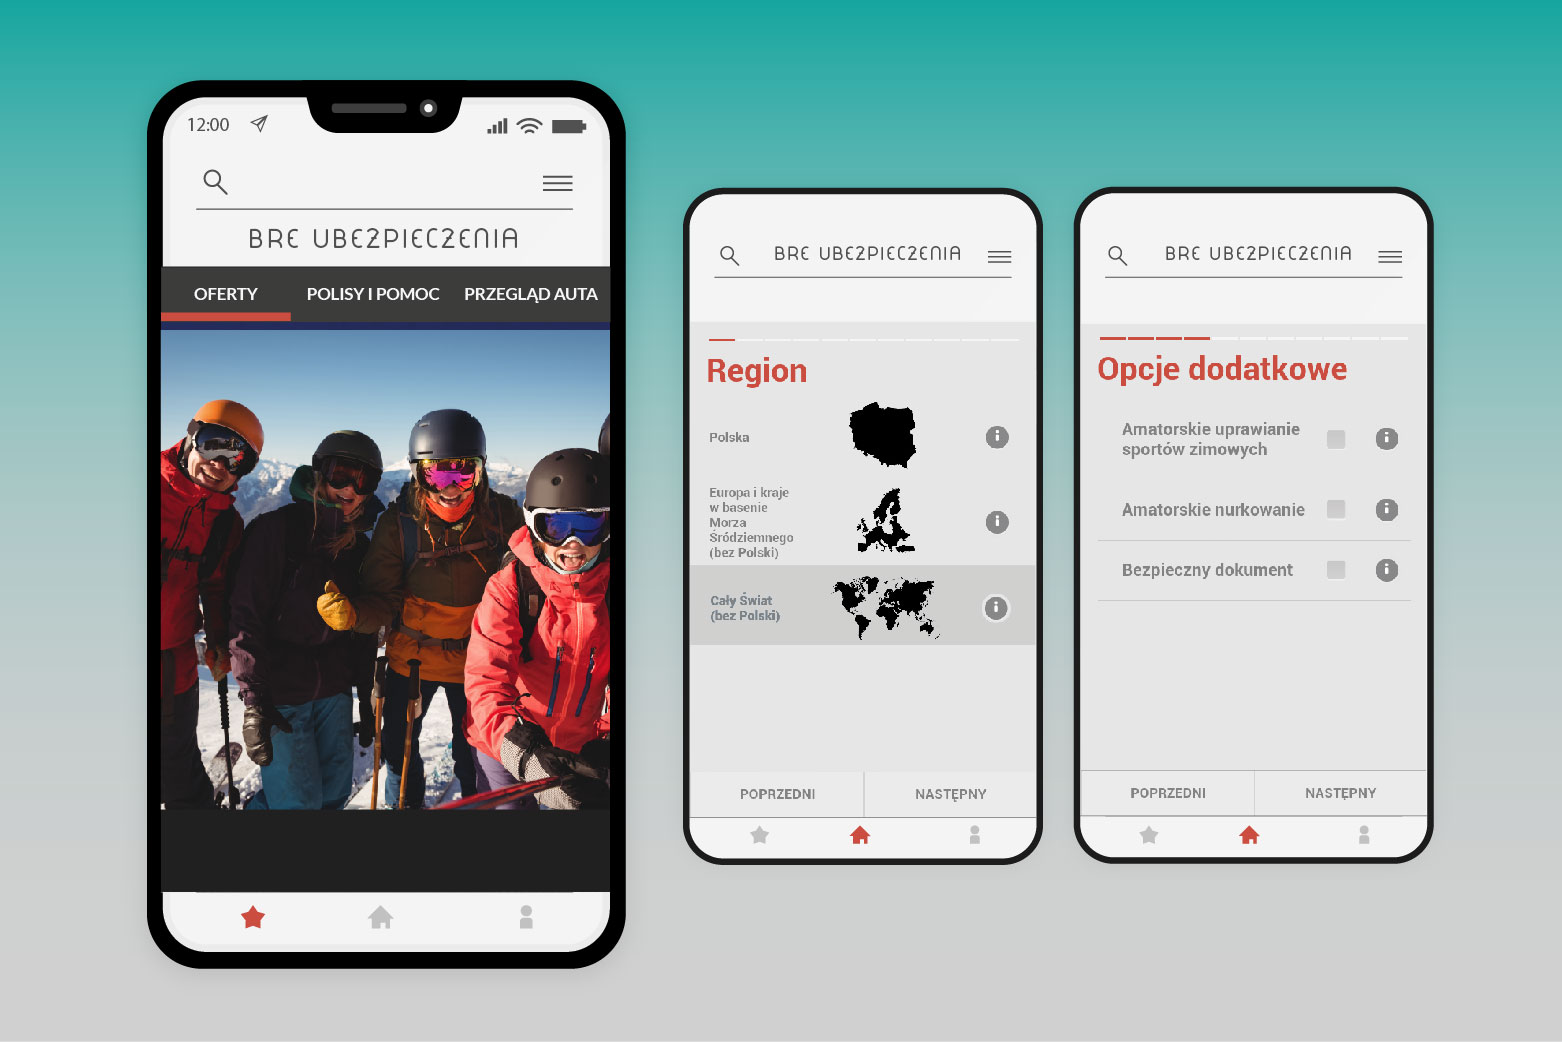 12:00
BRE UBEZPIECZENIA
OFERTY
POLISY I POMOC
PRZEGLĄD AUTA
BRE UBEZPIECZENIA
Region
Polska
Europa i kraje
w basenie
Morza
Śródziemnego
(bez Polski)
Cały Świat
(bez Polski)
POPRZEDNI
NASTĘPNY
BRE UBEZPIECZENIA
Opcje dodatkowe
Amatorskie uprawianie
sportów zimowych
Amatorskie nurkowanie
Bezpieczny dokument
POPRZEDNI
NASTĘPNY